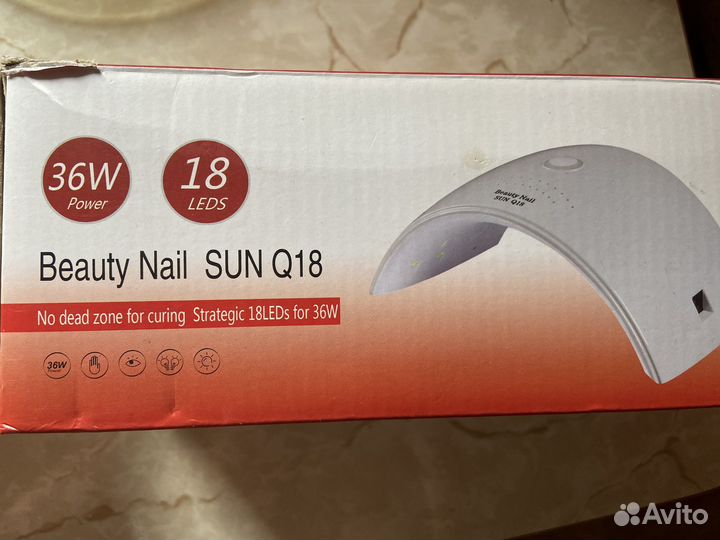 36W
Power
18
LEDS
Beauty Nail
SUN Q18
Beauty Nail SUN Q18
No dead zone for curing Strategic 18LEDs for 36W
36W
Power
Avito